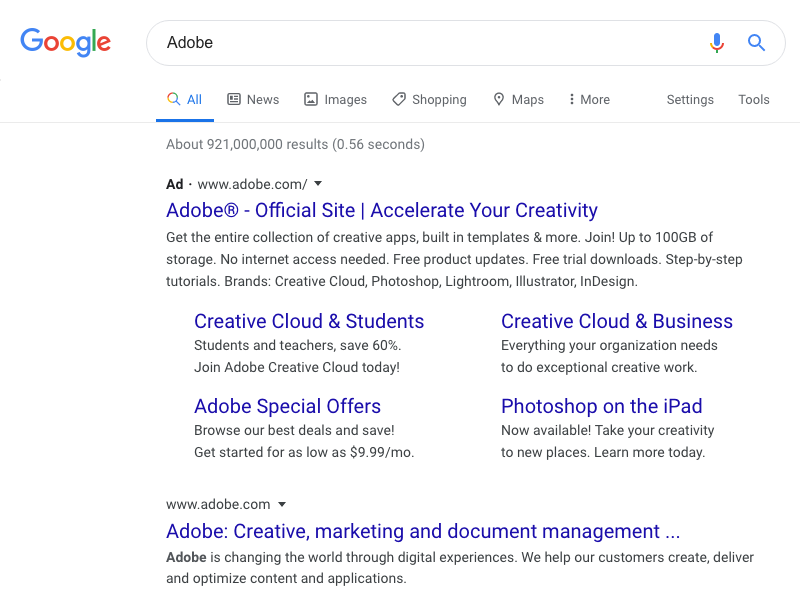 Google
Adobe
All News Images Shopping Maps More Settings Tools
About 921,000,000 results (0.56 seconds)
Ad · www.adobe.com/
Adobe® - Official Site | Accelerate Your Creativity
Get the entire collection of creative apps, built in templates & more. Join! Up to 100GB of
storage. No internet access needed. Free product updates. Free trial downloads. Step-by-step
tutorials. Brands: Creative Cloud, Photoshop, Lightroom, Illustrator, InDesign.
Creative Cloud & Students
Students and teachers, save 60%.
Join Adobe Creative Cloud today!
Creative Cloud & Business
Everything your organization needs
to do exceptional creative work.
Adobe Special Offers
Browse our best deals and save!
Get started for as low as $9.99/mo.
Photoshop on the iPad
Now available! Take your creativity
to new places. Learn more today.
www.adobe.com
Adobe: Creative, marketing and document management ...
Adobe is changing the world through digital experiences. We help our customers create, deliver
and optimize content and applications.